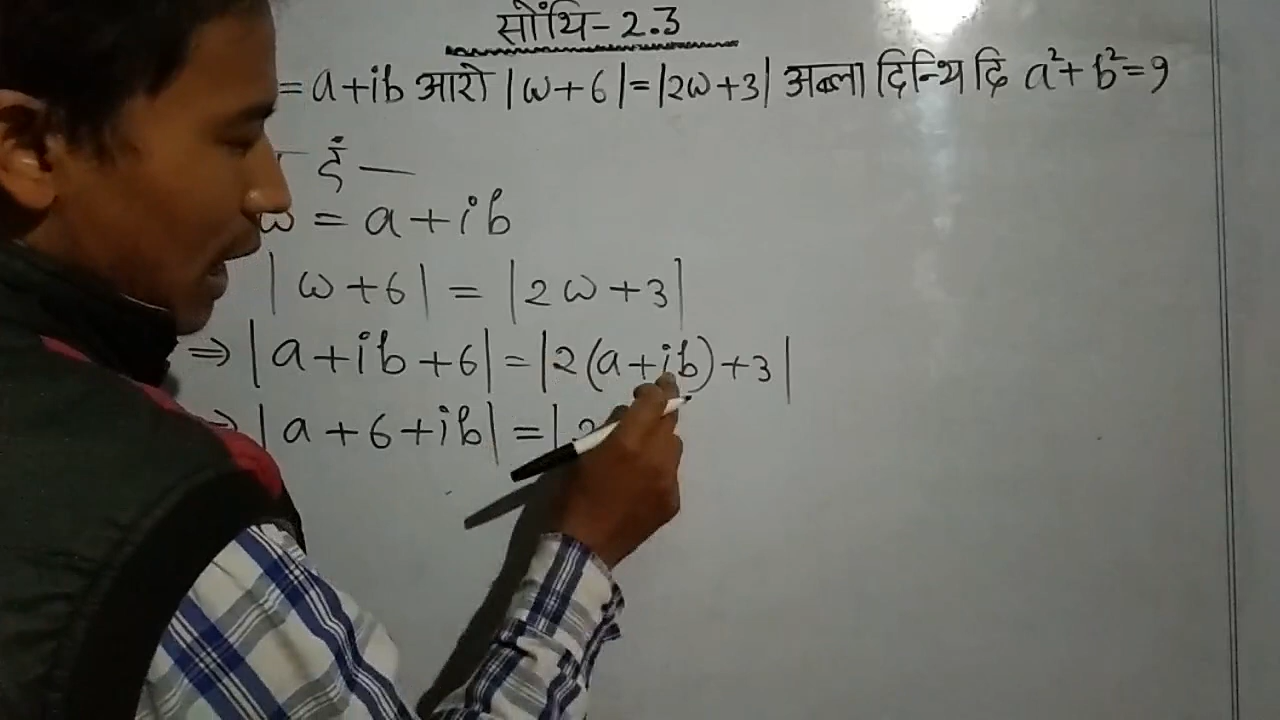 सोंथि-2.3
= a+ib आरो |ω+6|=|2ω+3| अब्ला दिन्थि दि a²+b²=9
दं —
ω = a+ib
|ω+6| = |2ω+3|
⇒ |a+ib+6|=|2(a+ib)+3|
⇒ |a+6+ib|=|2